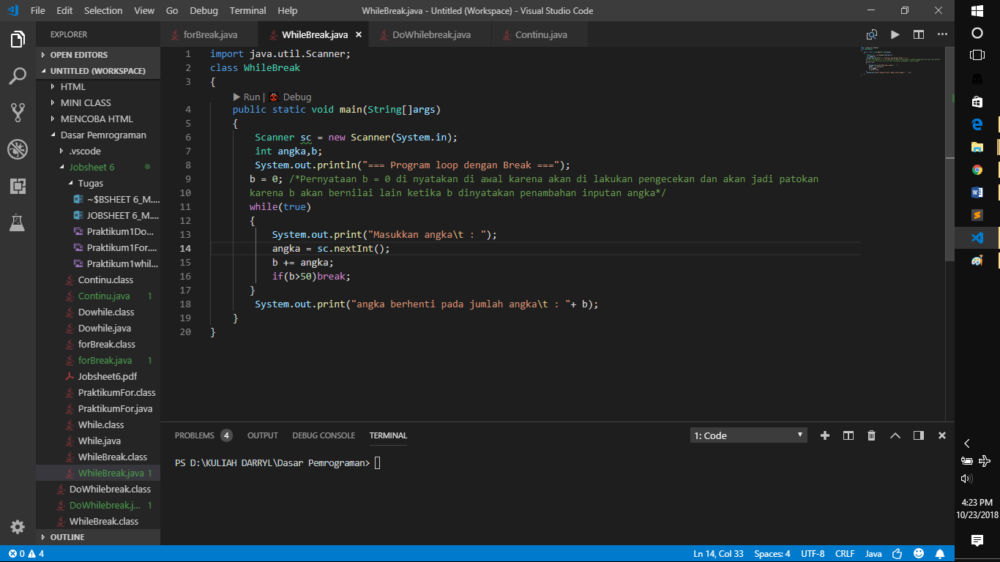 File Edit Selection View Go Debug Terminal Help
WhileBreak.java - Untitled (Workspace) - Visual Studio Code
EXPLORER
OPEN EDITORS
UNTITLED (WORKSPACE)
HTML
MINI CLASS
MENCOBA HTML
Dasar Pemrograman
.vscode
Jobsheet 6
Tugas
~$BSHEET 6_M....
JOBSHEET 6_M....
Praktikum1Do...
Praktikum1For....
Praktikum1whil...
Continu.class
Continu.java 1
Dowhile.class
Dowhile.java
forBreak.class
forBreak.java 1
Jobsheet6.pdf
PraktikumFor.class
PraktikumFor.java
While.class
While.java
WhileBreak.class
WhileBreak.java 1
DoWhilebreak.class
DoWhilebreak.j... 1
WhileBreak.class
OUTLINE
forBreak.java WhileBreak.java × DoWhilebreak.java Continu.java
1 import java.util.Scanner;
2 class WhileBreak
3 {
Run | Debug
4 public static void main(String[]args)
5 {
6 Scanner sc = new Scanner(System.in);
7 int angka,b;
8 System.out.println("=== Program loop dengan Break ===");
9 b = 0; /*Pernyataan b = 0 di nyatakan di awal karena akan di lakukan pengecekan dan akan jadi patokan
10 karena b akan bernilai lain ketika b dinyatakan penambahan inputan angka*/
11 while(true)
12 {
13 System.out.print("Masukkan angka\t : ");
14 angka = sc.nextInt();
15 b += angka;
16 if(b>50)break;
17 }
18 System.out.print("angka berhenti pada jumlah angka\t : "+ b);
19 }
20 }
PROBLEMS 4 OUTPUT DEBUG CONSOLE TERMINAL
1: Code
PS D:\KULIAH DARRYL\Dasar Pemrograman>
0 4
Ln 14, Col 33 Spaces: 4 UTF-8 CRLF Java
4:23 PM
10/23/2018